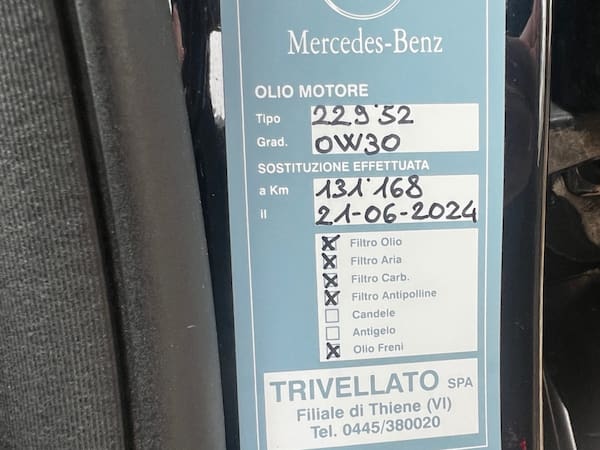 Mercedes-Benz
OLIO MOTORE
Tipo 229.52
Grad. 0W30
SOSTITUZIONE EFFETTUATA
a Km 131.168
il 21-06-2024
Filtro Olio
Filtro Aria
Filtro Carb.
Filtro Antipolline
Candele
Antigelo
Olio Freni
TRIVELLATO SPA
Filiale di Thiene (VI)
Tel. 0445/380020